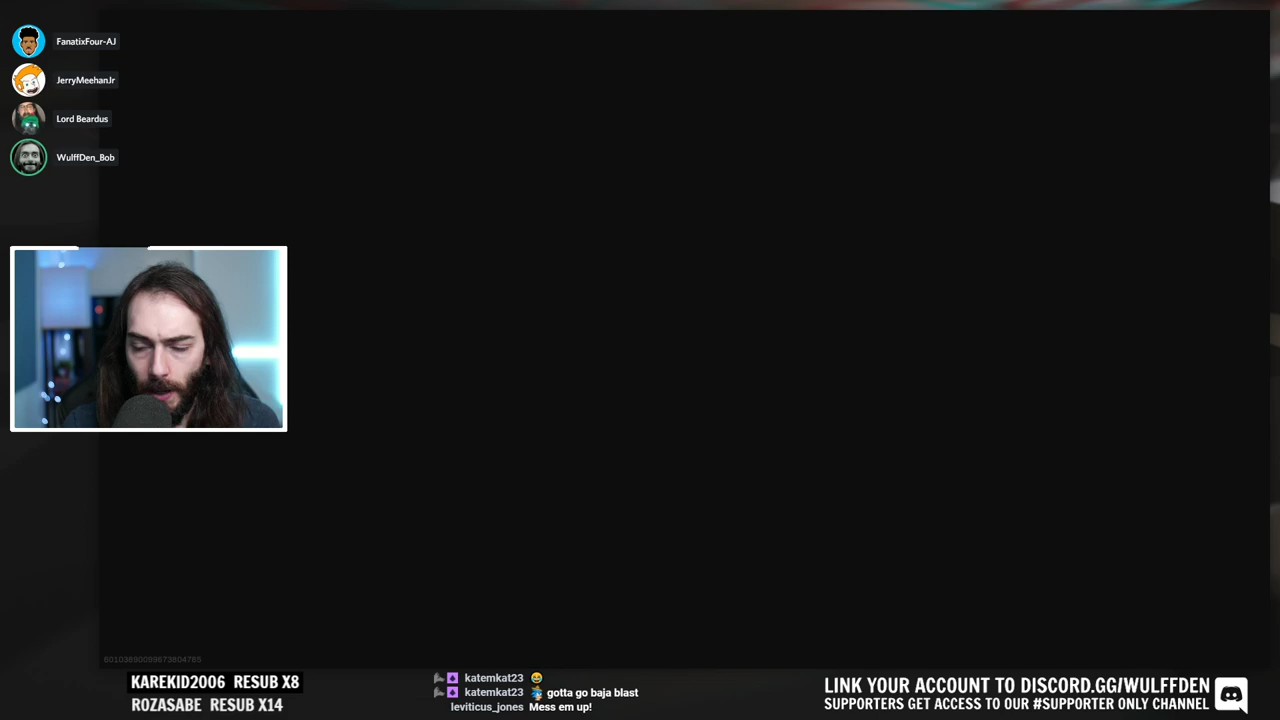 FanatixFour-AJ
JerryMeehanJr
Lord Beardus
WulffDen_Bob
60103890099673804765
KAREKID2006 RESUB X8
ROZASABE RESUB X14
katemkat23 😆
katemkat23 gotta go baja blast
leviticus_jones Mess em up!
LINK YOUR ACCOUNT TO DISCORD.GG/WULFFDEN
SUPPORTERS GET ACCESS TO OUR #SUPPORTER ONLY CHANNEL